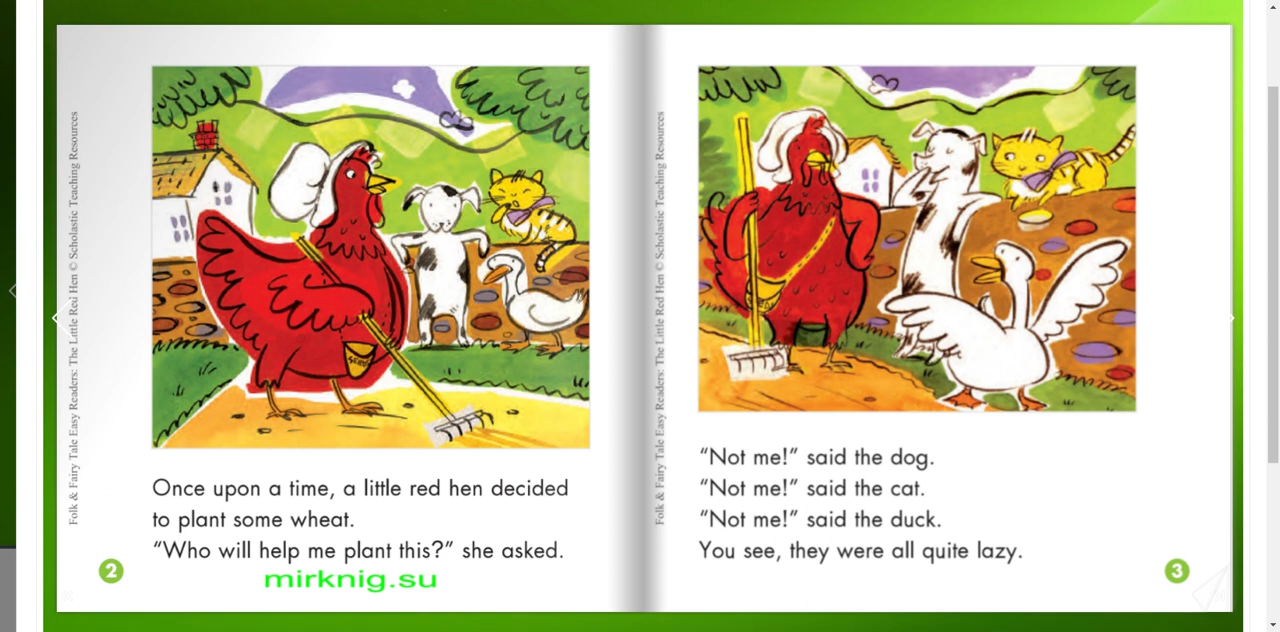 Folk & Fairy Tale Easy Readers: The Little Red Hen © Scholastic Teaching Resources
Once upon a time, a little red hen decided
to plant some wheat.
“Who will help me plant this?” she asked.
2
mirknig.su
Folk & Fairy Tale Easy Readers: The Little Red Hen © Scholastic Teaching Resources
“Not me!” said the dog.
“Not me!” said the cat.
“Not me!” said the duck.
You see, they were all quite lazy.
3